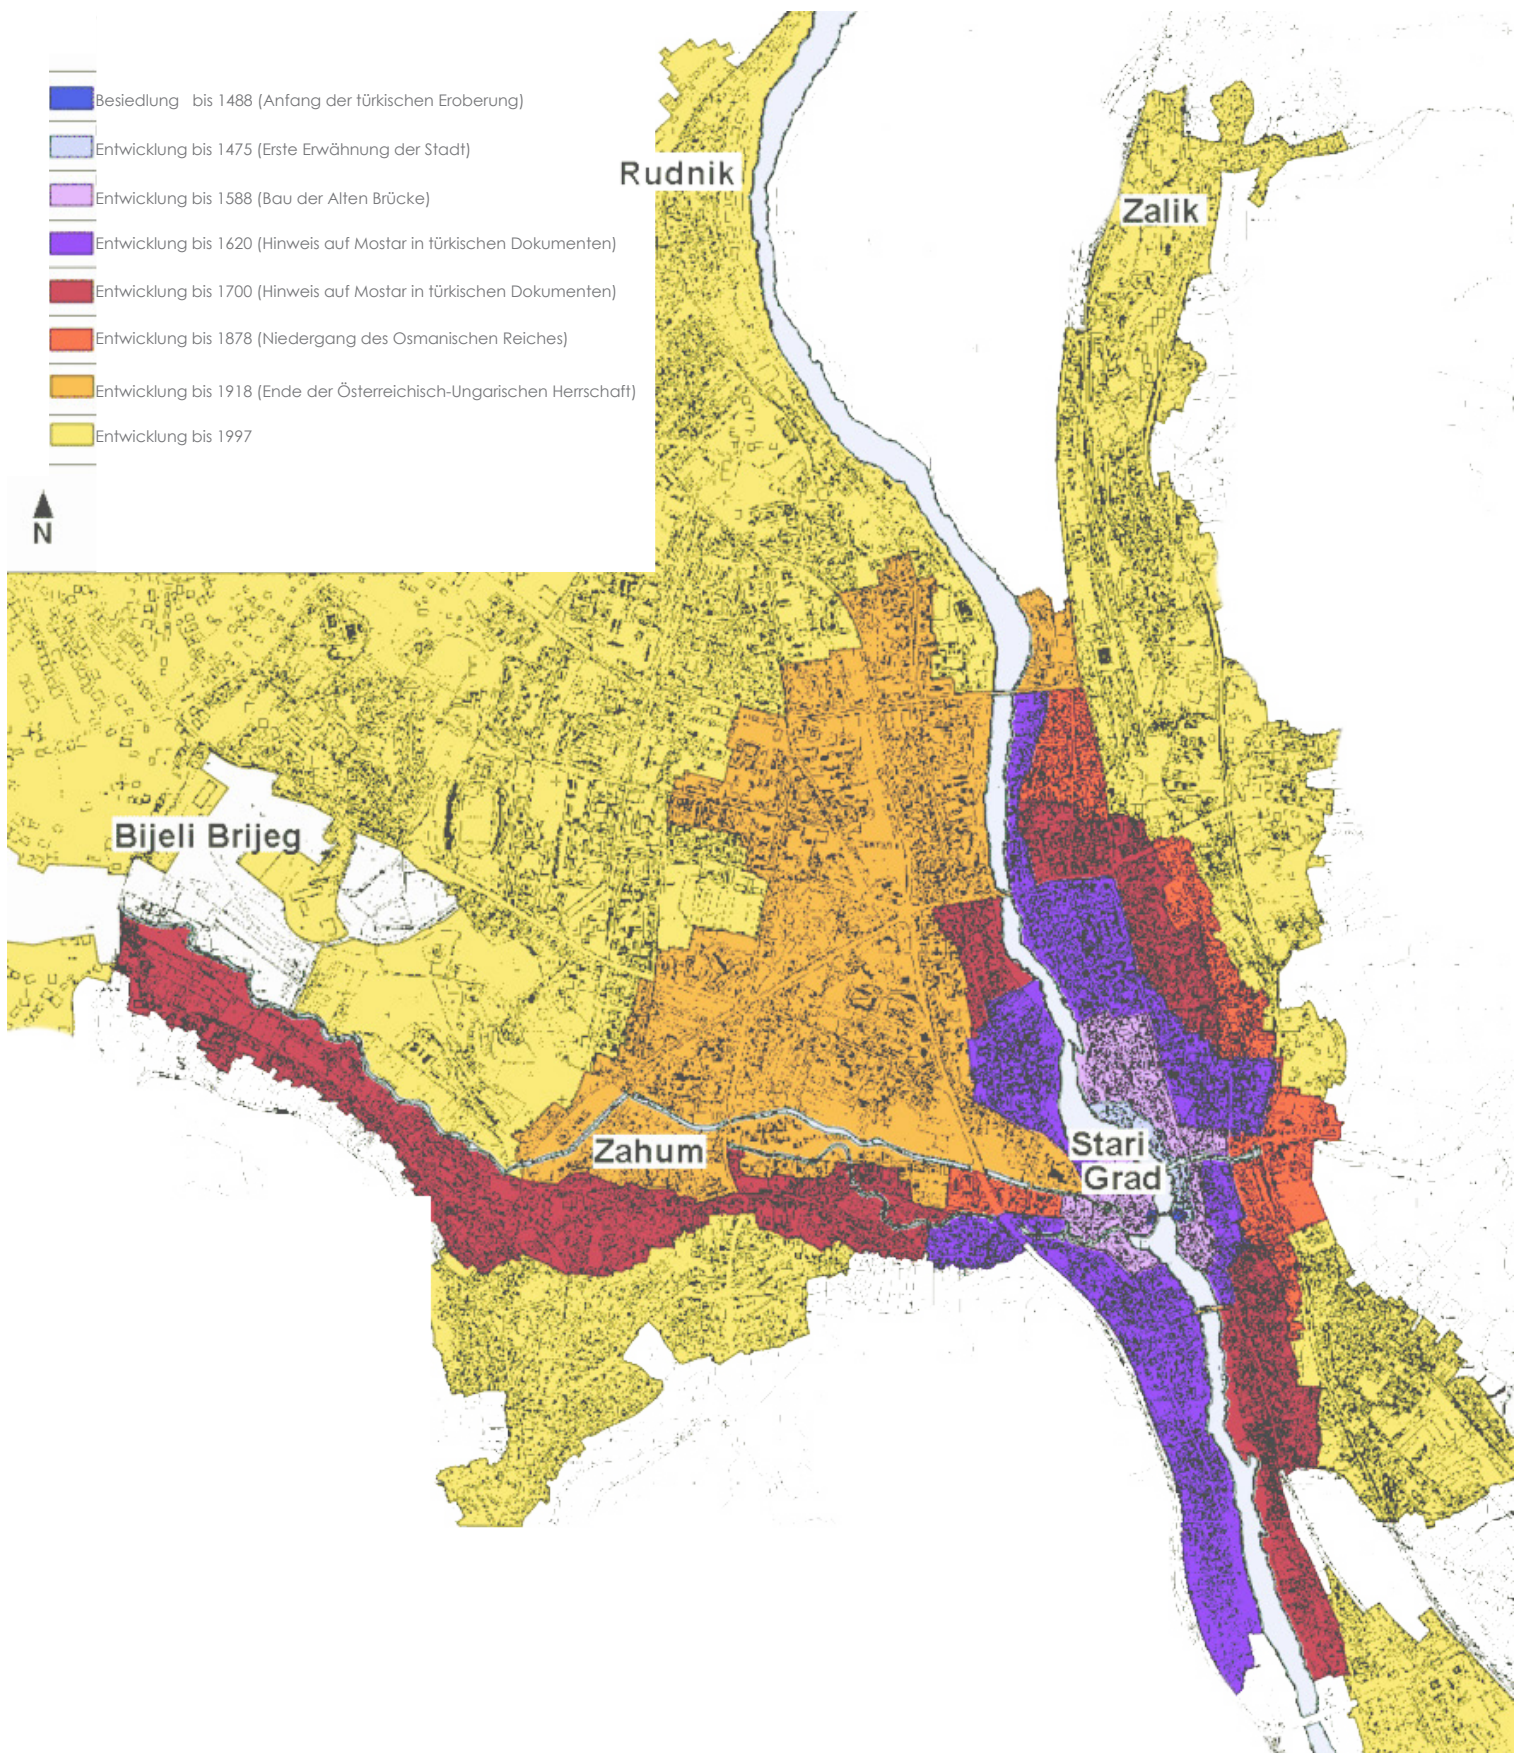 Besiedlung bis 1488 (Anfang der türkischen Eroberung)
Entwicklung bis 1475 (Erste Erwähnung der Stadt)
Entwicklung bis 1588 (Bau der Alten Brücke)
Entwicklung bis 1620 (Hinweis auf Mostar in türkischen Dokumenten)
Entwicklung bis 1700 (Hinweis auf Mostar in türkischen Dokumenten)
Entwicklung bis 1878 (Niedergang des Osmanischen Reiches)
Entwicklung bis 1918 (Ende der Österreichisch-Ungarischen Herrschaft)
Entwicklung bis 1997
N
Rudnik
Zalik
Bijeli Brijeg
Zahum
Stari
Grad